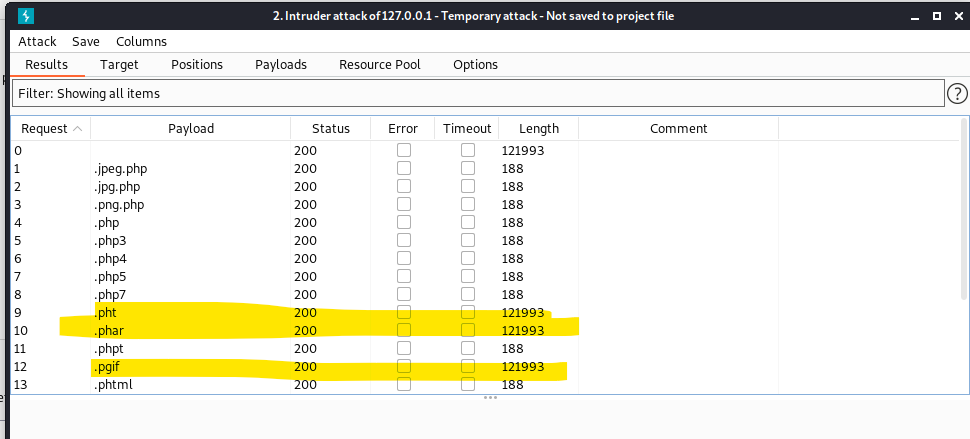 2. Intruder attack of 127.0.0.1 - Temporary attack - Not saved to project file
Attack Save Columns
Results Target Positions Payloads Resource Pool Options
Filter: Showing all items ?
Request Payload Status Error Timeout Length Comment
0 200 121993
1 .jpeg.php 200 188
2 .jpg.php 200 188
3 .png.php 200 188
4 .php 200 188
5 .php3 200 188
6 .php4 200 188
7 .php5 200 188
8 .php7 200 188
9 .pht 200 121993
10 .phar 200 121993
11 .phpt 200 188
12 .pgif 200 121993
13 .phtml 200 188